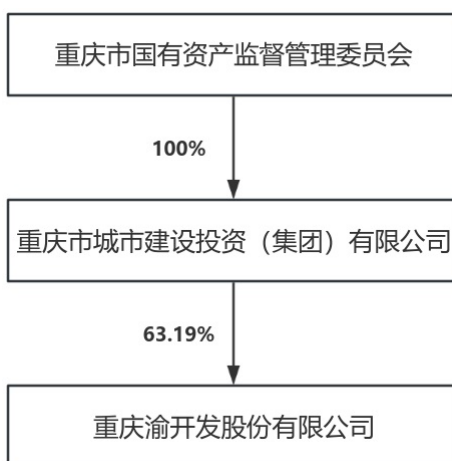 重庆市国有资产监督管理委员会
100%
重庆市城市建设投资（集团）有限公司
63.19%
重庆渝开发股份有限公司